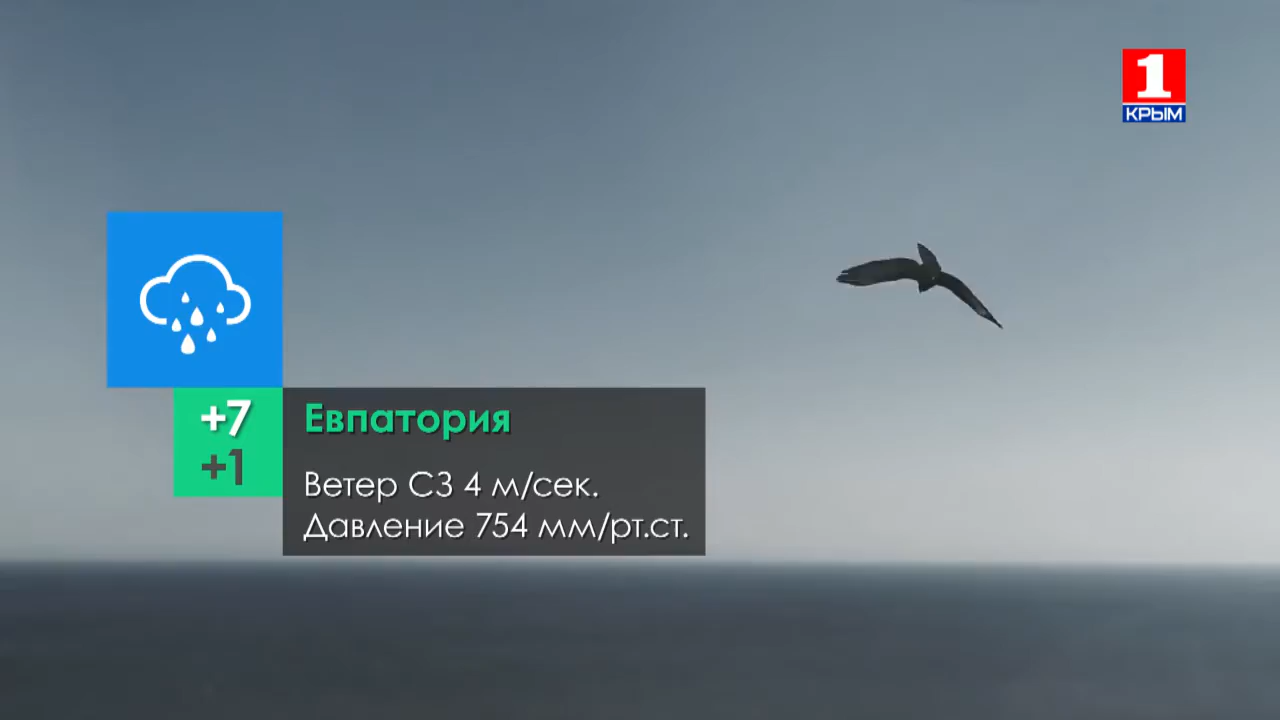 1
КРЫМ
+7
+1
Евпатория
Ветер СЗ 4 м/сек.
Давление 754 мм/рт.ст.